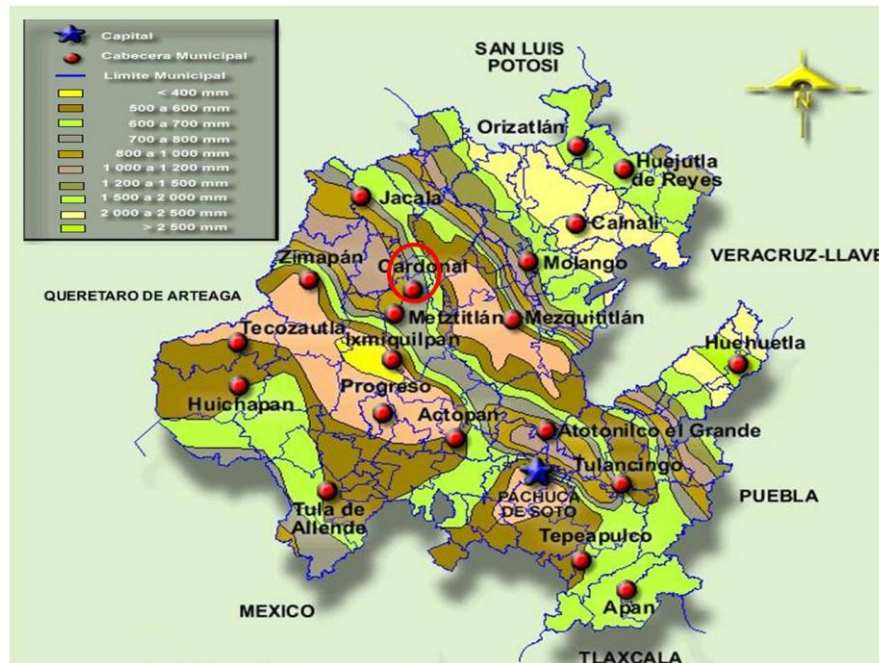 Capital
Cabecera Municipal
Limite Municipal
< 400 mm
500 a 600 mm
600 a 700 mm
700 a 800 mm
800 a 1 000 mm
1 000 a 1 200 mm
1 200 a 1 500 mm
1 500 a 2 000 mm
2 000 a 2 500 mm
> 2 500 mm
SAN LUIS
POTOSI
N
Orizatlán
Huejutla
de Reyes
Jacala
Calnali
Zimapán
Cardonal
Molango
VERACRUZ-LLAVE
QUERETARO DE ARTEAGA
Metztitlán
Mezquititlán
Tecozautla
Ixmiquilpan
Huehuetla
Progreso
Huichapan
Actopan
Atotonilco el Grande
Tulancingo
PACHUCA
DE SOTO
PUEBLA
Tula de
Allende
Tepeapulco
MEXICO
Apan
TLAXCALA